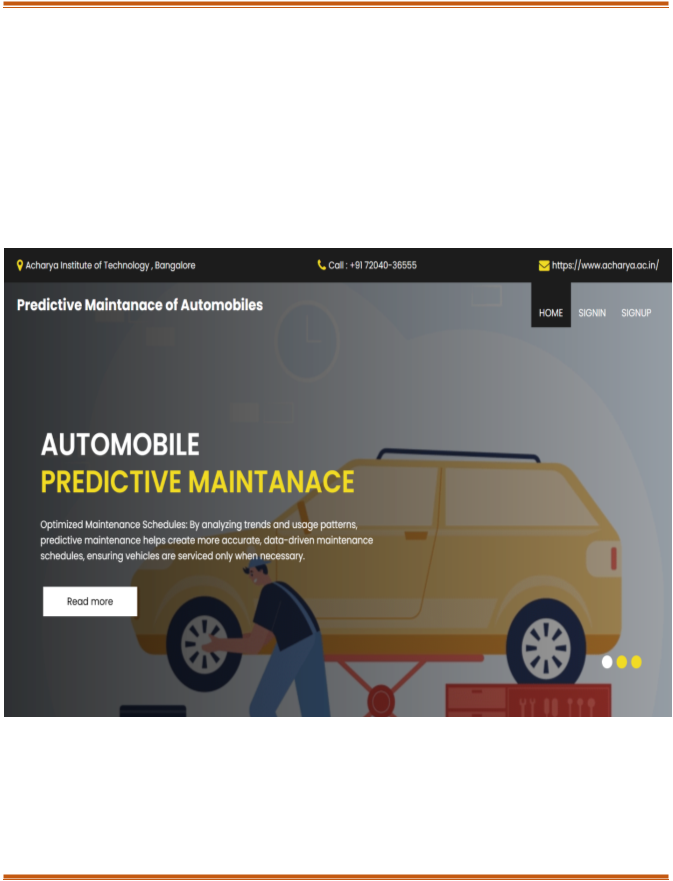 Acharya Institute of Technology , Bangalore
Call : +91 72040-36555
https://www.acharya.ac.in/
Predictive Maintanace of Automobiles
HOME
SIGNIN
SIGNUP
AUTOMOBILE
PREDICTIVE MAINTANACE
Optimized Maintenance Schedules: By analyzing trends and usage patterns,
predictive maintenance helps create more accurate, data-driven maintenance
schedules, ensuring vehicles are serviced only when necessary.
Read more